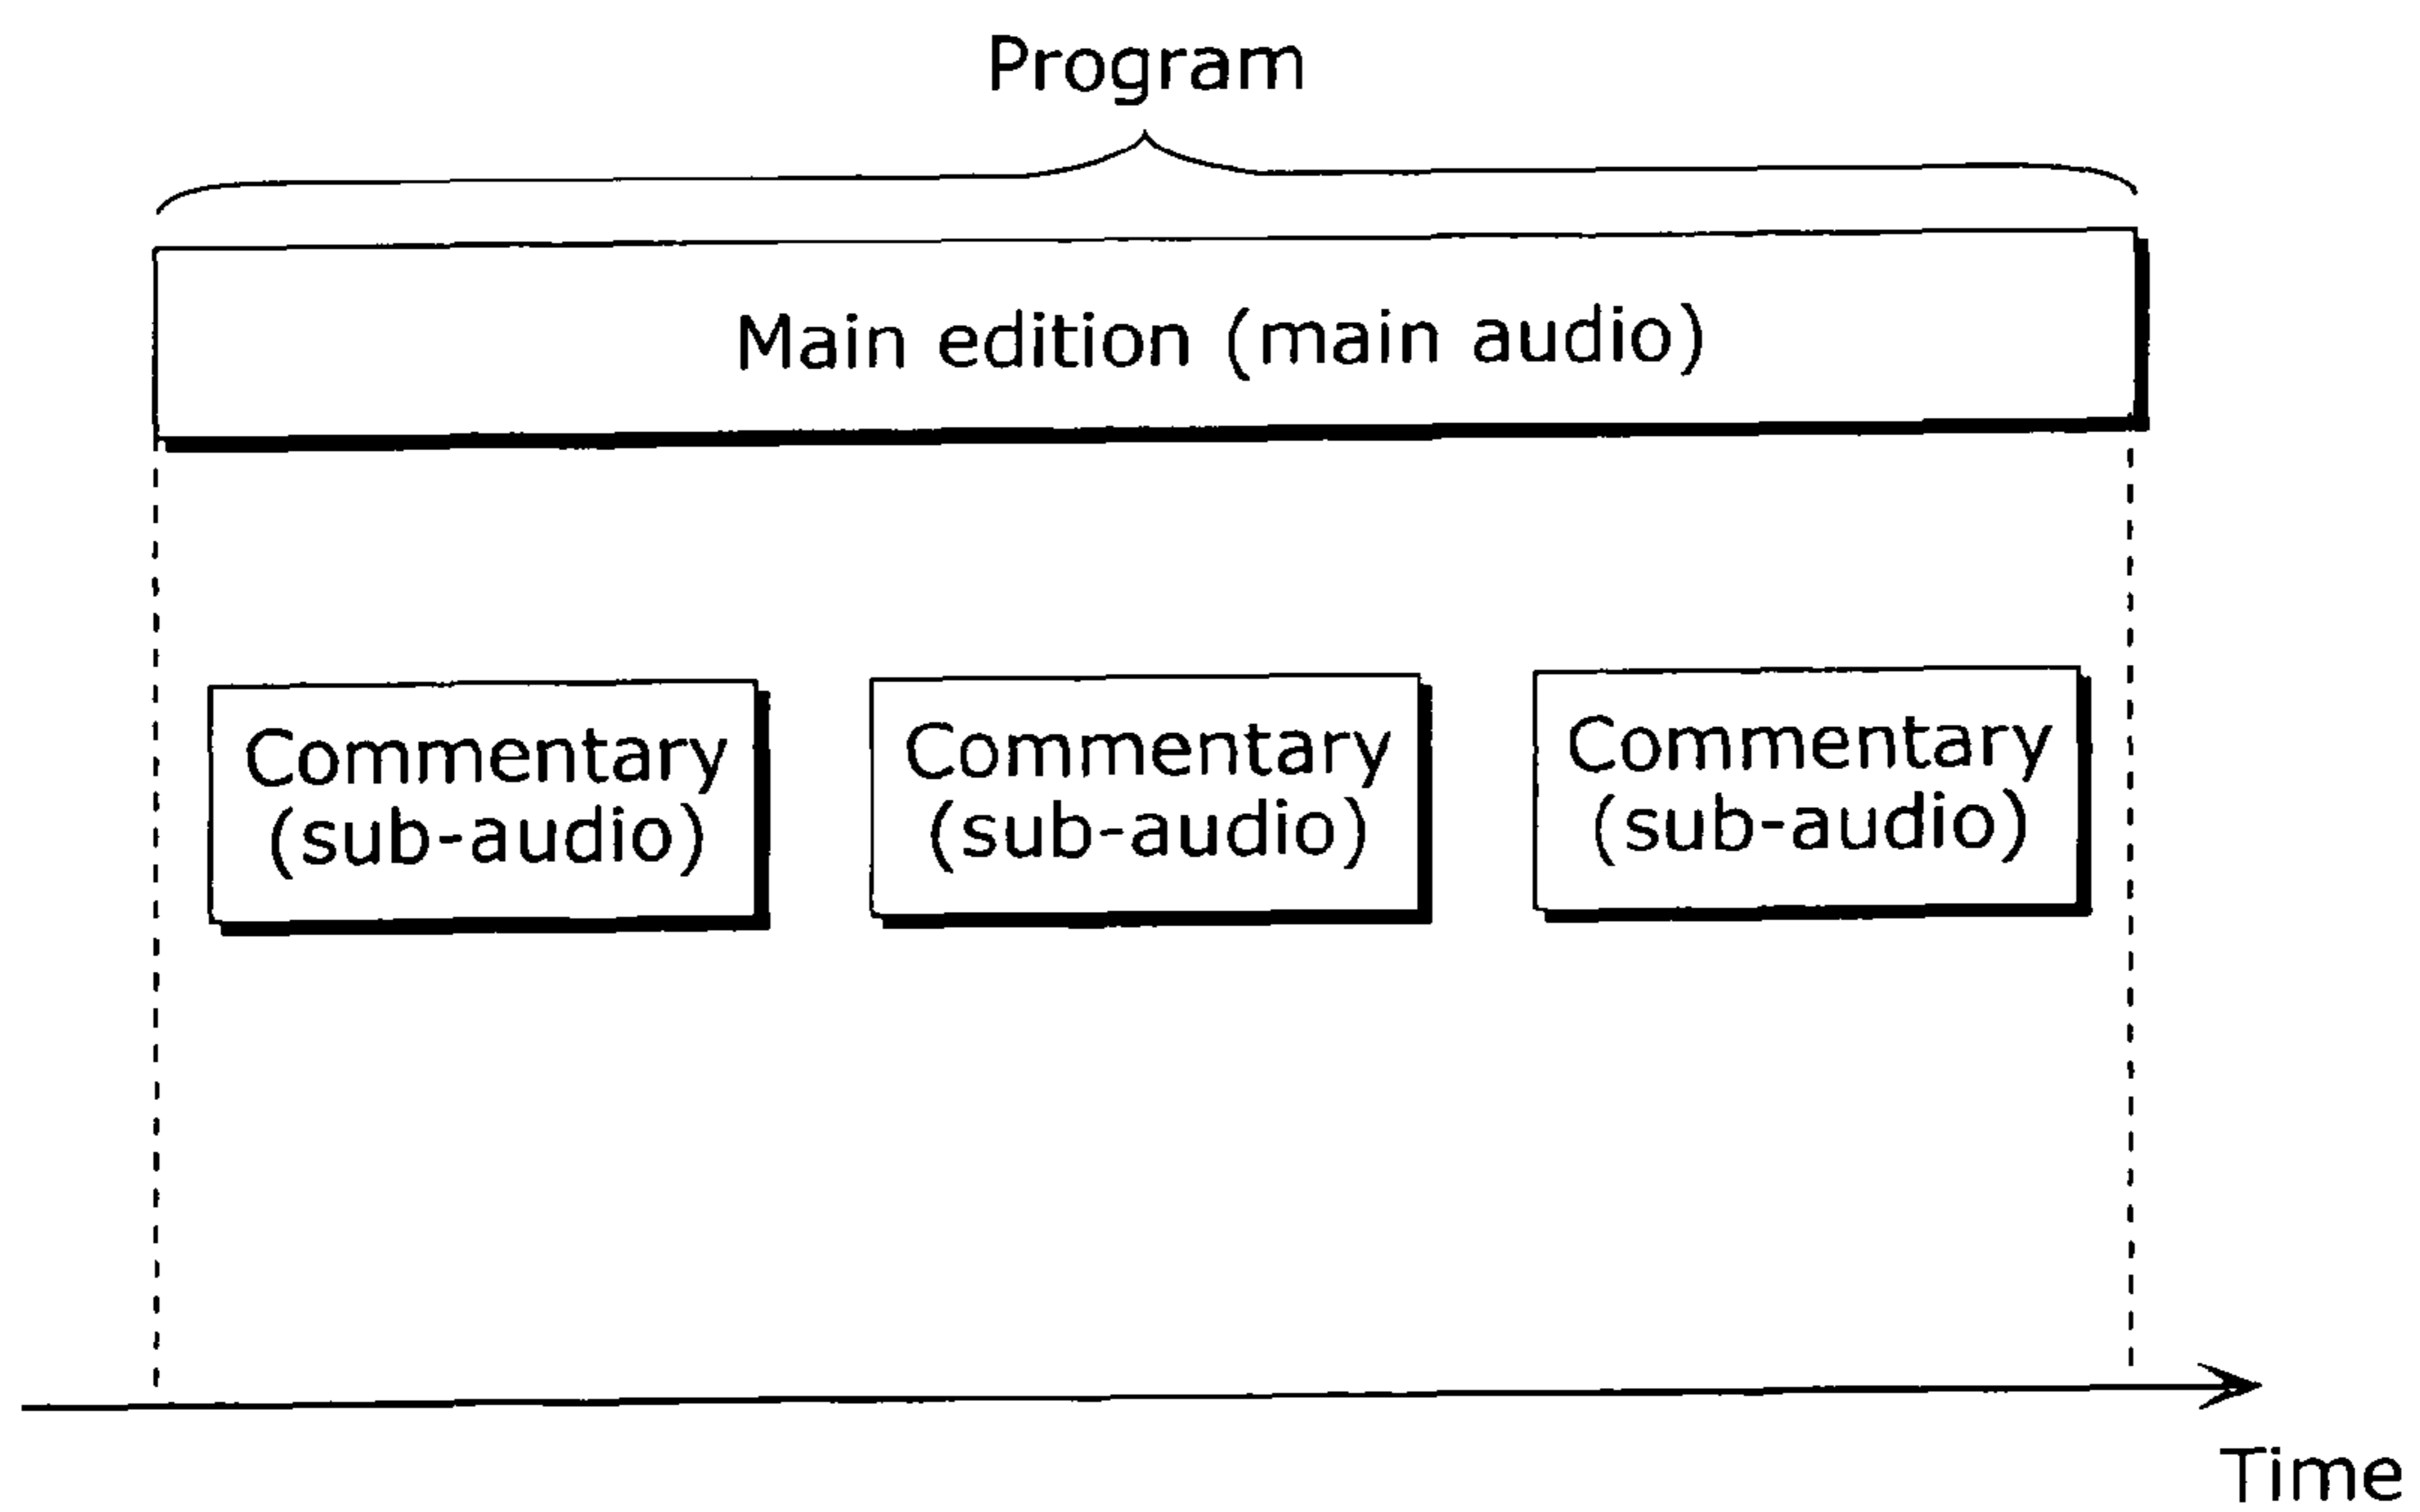 Program
Main edition (main audio)
Commentary
(sub-audio)
Commentary
(sub-audio)
Commentary
(sub-audio)
Time